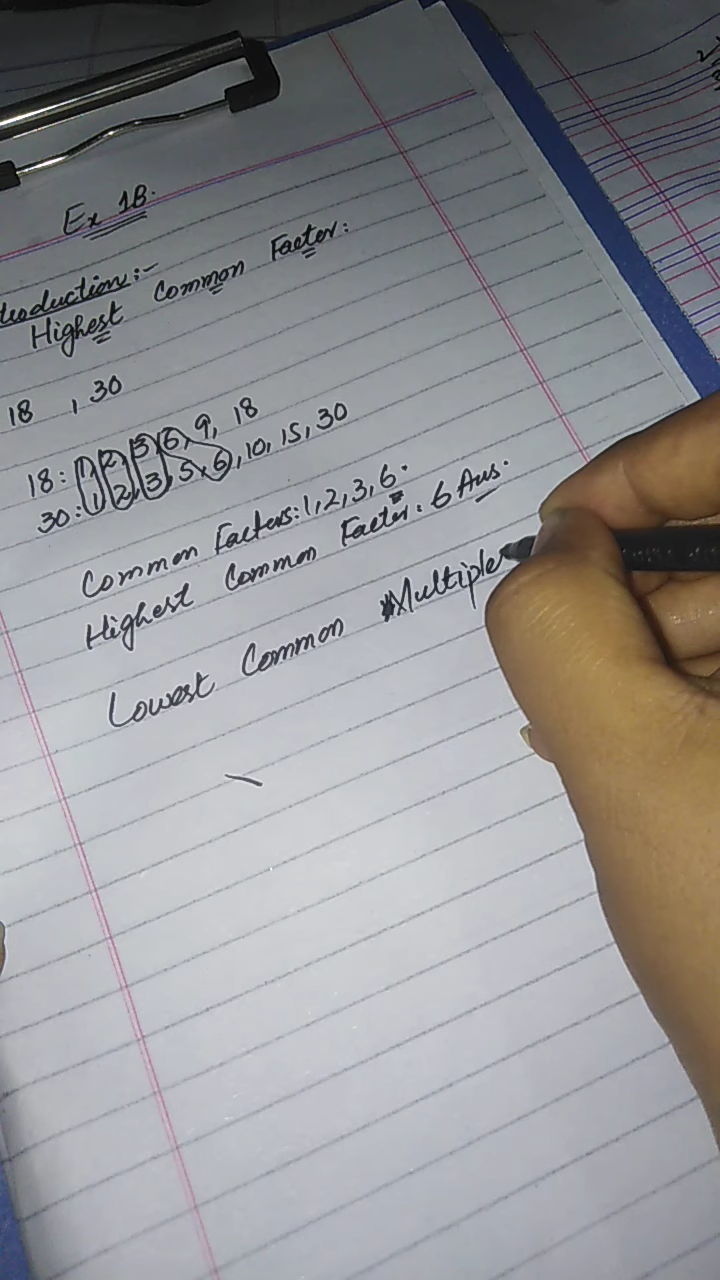 Ex 1B.
Introduction:-
Highest Common Factor:
18 , 30
18: 1, 2, 3, 6, 9, 18
30: 1, 2, 3, 5, 6, 10, 15, 30
Common Factors: 1, 2, 3, 6.
Highest Common Factor: 6 Ans.
Lowest Common Multiple